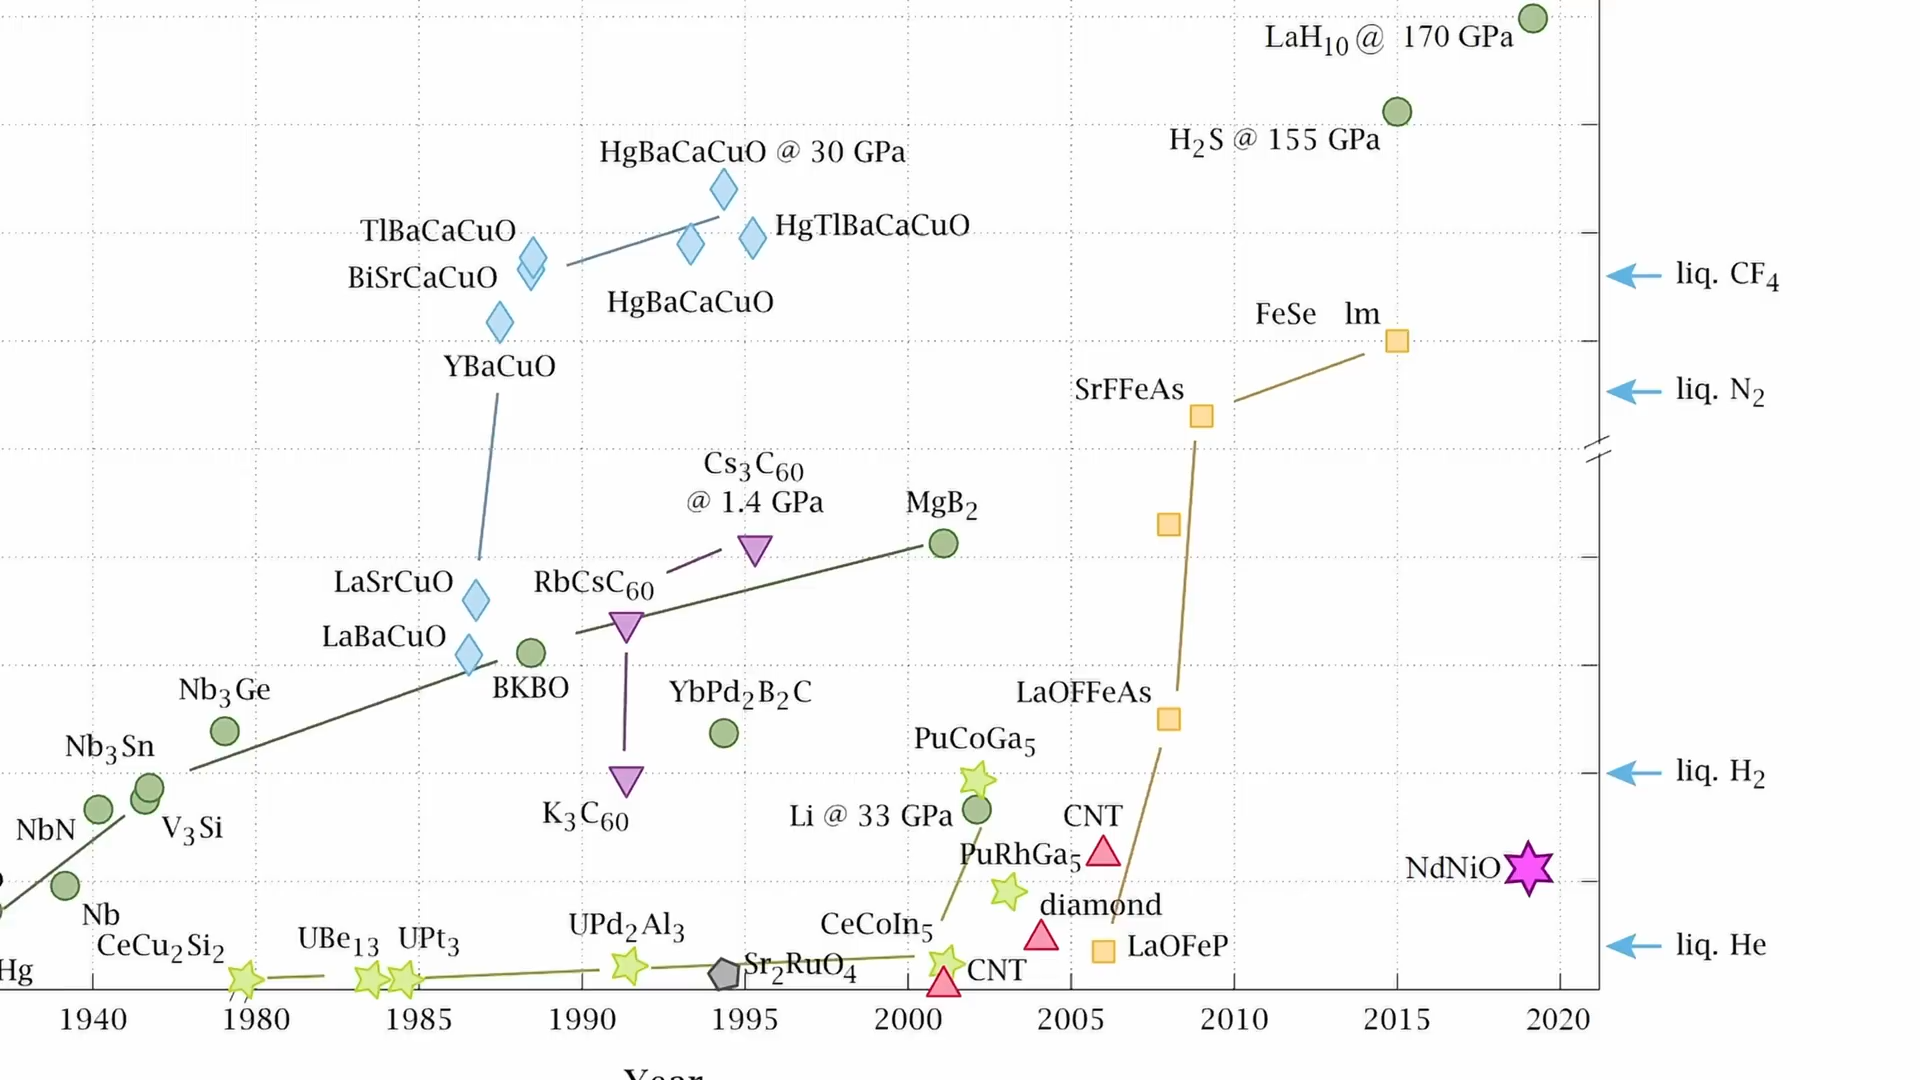 LaH10 @ 170 GPa
H2S @ 155 GPa
HgBaCaCuO @ 30 GPa
TlBaCaCuO
HgTlBaCaCuO
BiSrCaCuO
liq. CF4
HgBaCaCuO
FeSe lm
YBaCuO
SrFFeAs
liq. N2
Cs3C60
@ 1.4 GPa
MgB2
LaSrCuO
RbCsC60
LaBaCuO
Nb3Ge
BKBO
YbPd2B2C
LaOFFeAs
Nb3Sn
PuCoGa5
liq. H2
NbN
V3Si
K3C60
Li @ 33 GPa
CNT
PuRhGa5
NdNiO
Nb
diamond
CeCu2Si2
UBe13
UPt3
UPd2Al3
CeCoIn5
LaOFeP
liq. He
Hg
Sr2RuO4
CNT
1940 1980 1985 1990 1995 2000 2005 2010 2015 2020
Year